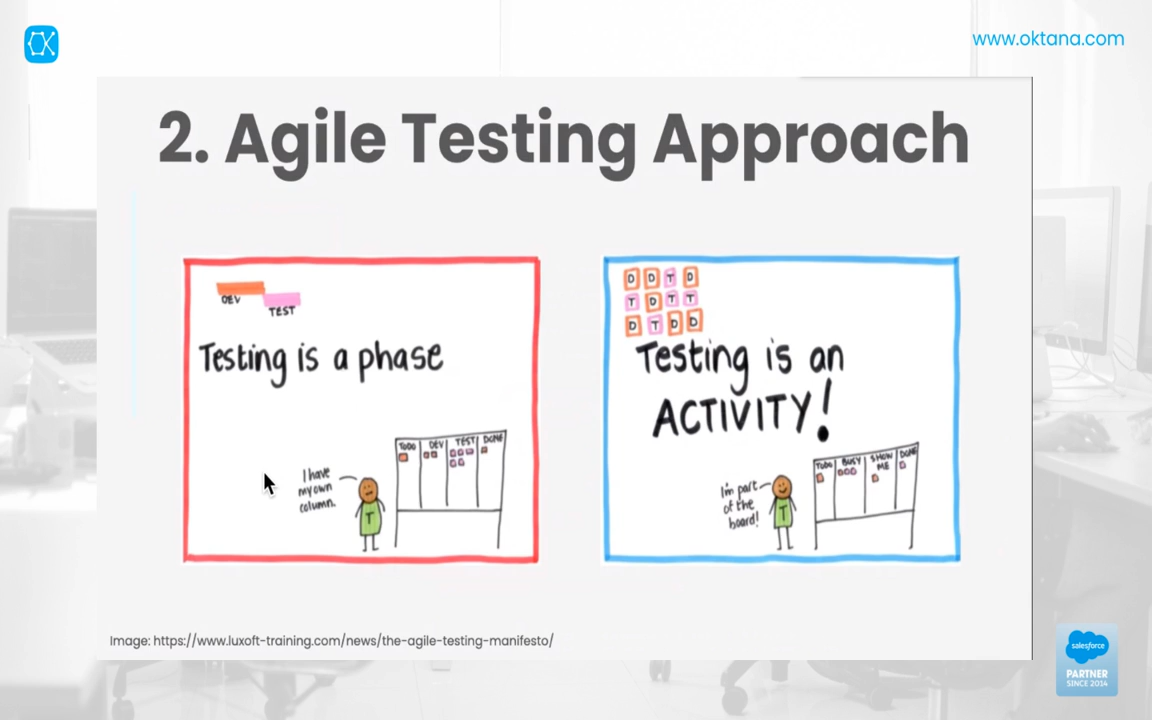 www.oktana.com
2. Agile Testing Approach
DEV
TEST
Testing is a phase
I have
my own
column.
TODO DEV TEST DONE
T
D D T D
T D T T
D T D D
Testing is an
ACTIVITY!
I'm part
of the
board!
TODO BUSY SHOW ME DONE
T
Image: https://www.luxoft-training.com/news/the-agile-testing-manifesto/
salesforce
PARTNER
SINCE 2014